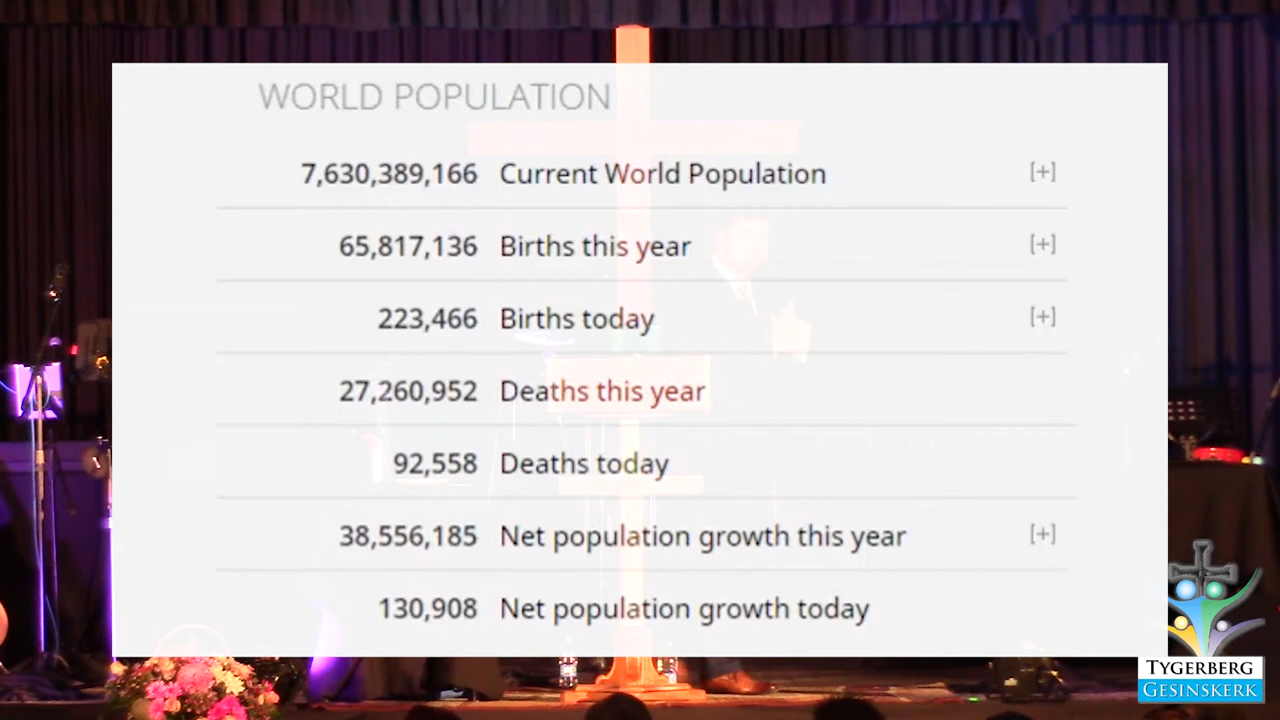 WORLD POPULATION
7,630,389,166 Current World Population [+]
65,817,136 Births this year [+]
223,466 Births today [+]
27,260,952 Deaths this year
92,558 Deaths today
38,556,185 Net population growth this year [+]
130,908 Net population growth today
TYGERBERG
GESINSKERK